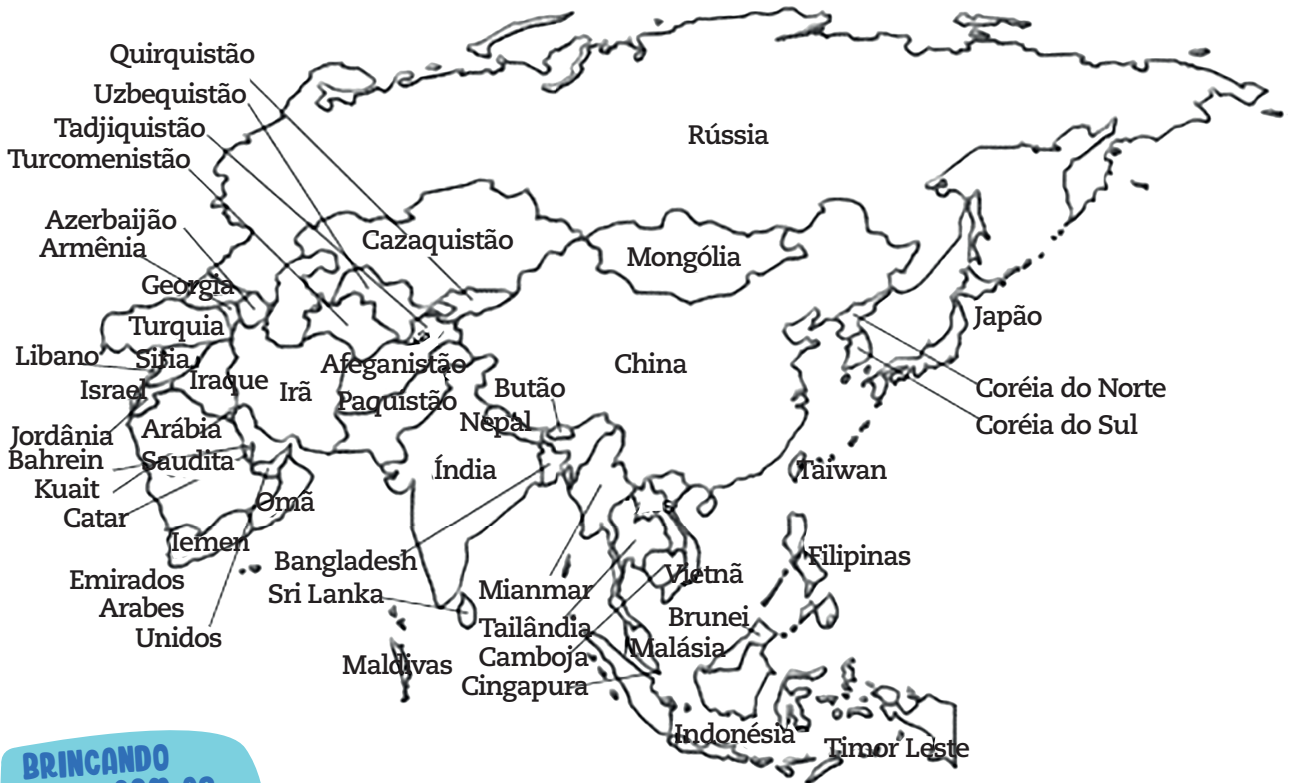 Quirquistão
Uzbequistão
Tadjiquistão
Turcomenistão
Rússia
Azerbaijão
Armênia
Cazaquistão
Mongólia
Georgia
Turquia
Japão
Libano
Siria
Afeganistão
China
Israel
Iraque
Irã
Paquistão
Butão
Coréia do Norte
Nepal
Coréia do Sul
Jordânia
Arábia
Saudita
Bahrein
Índia
Taiwan
Kuait
Catar
Omã
Iemen
Bangladesh
Filipinas
Emirados
Arabes
Unidos
Sri Lanka
Mianmar
Vietnã
Brunei
Tailândia
Malásia
Camboja
Maldivas
Cingapura
Indonésia
Timor Leste
BRINCANDO